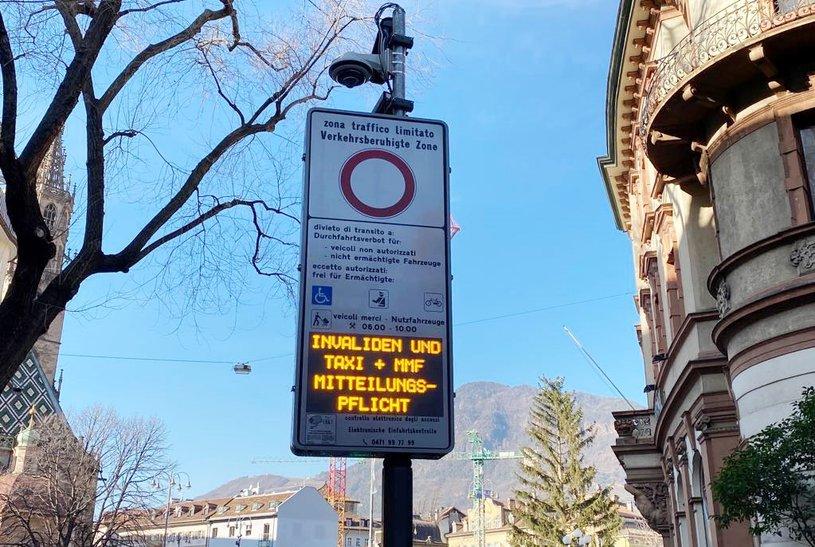 zona traffico limitato
Verkehrsberuhigte Zone
divieto di transito a:
Durchfahrtsverbot für:
- veicoli non autorizzati
- nicht ermächtigte Fahrzeuge
eccetto autorizzati:
frei für Ermächtigte:
veicoli merci - Nutzfahrzeuge
06.00 - 10.00
INVALIDEN UND
TAXI + MMF
MITTEILUNGS-
PFLICHT
controllo elettronico degli accessi
Elektronische Einfahrtskontrolle
0471 99 77 99